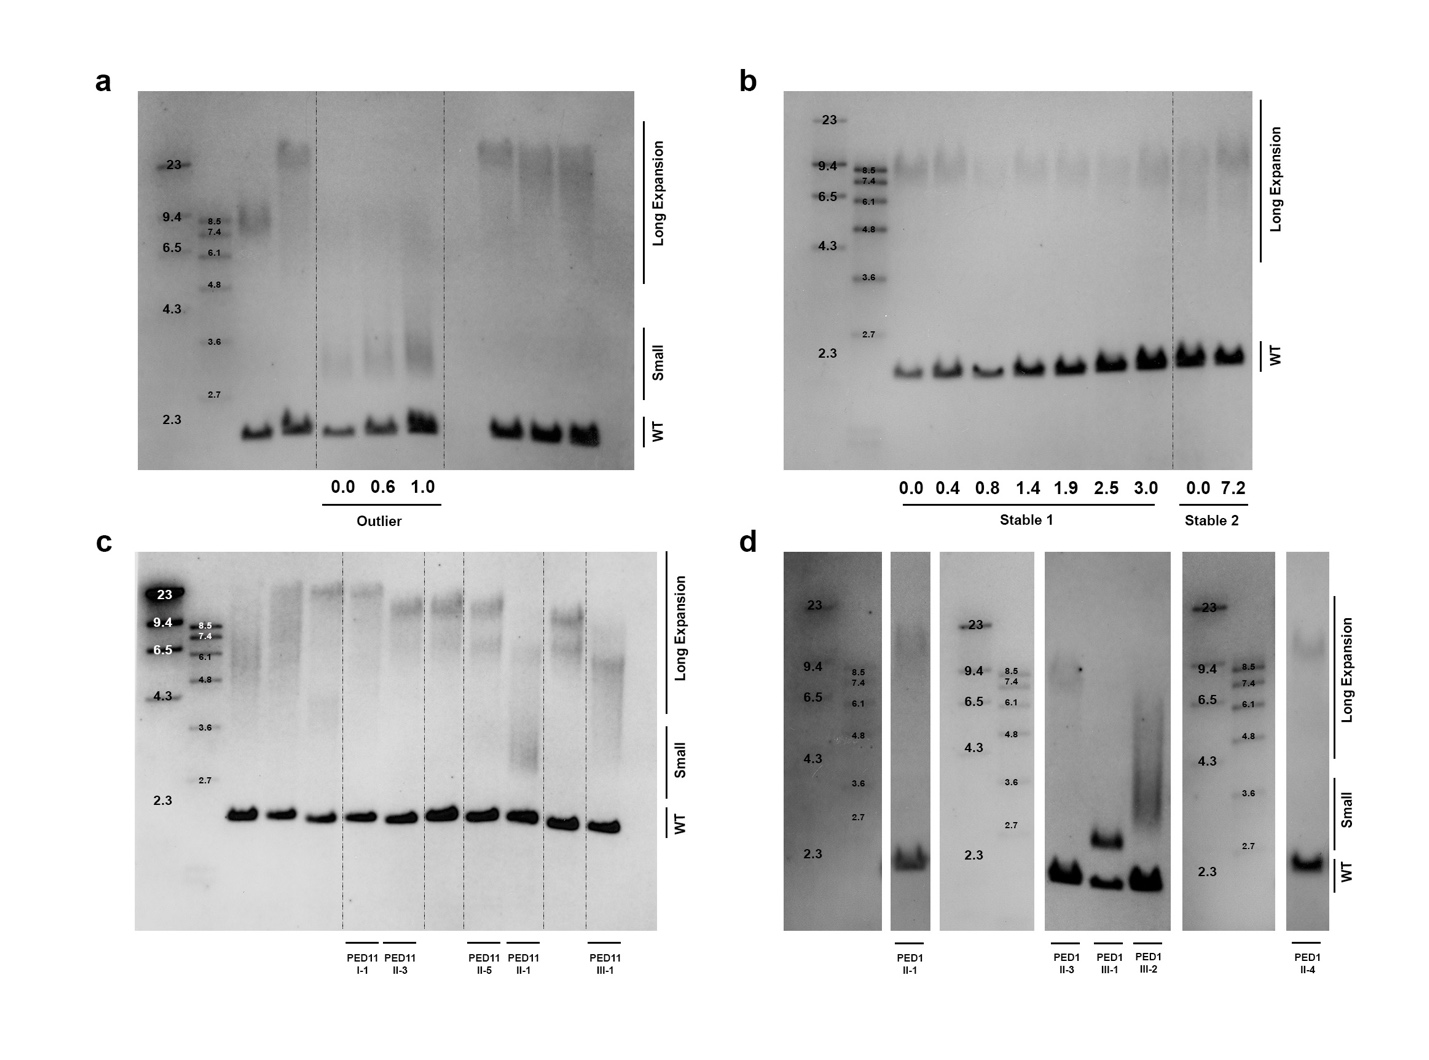 a
23
9.4
8.5
7.4
6.5
6.1
4.8
4.3
3.6
2.7
2.3
Long Expansion
Small
WT
0.0 0.6 1.0
Outlier
b
23
9.4
8.5
7.4
6.5
6.1
4.8
4.3
3.6
2.7
2.3
Long Expansion
WT
0.0 0.4 0.8 1.4 1.9 2.5 3.0 0.0 7.2
Stable 1 Stable 2
c
23
9.4
8.5
7.4
6.5
6.1
4.8
4.3
3.6
2.7
2.3
Long Expansion
Small
WT
PED11 PED11 PED11 PED11 PED11
I-1 II-3 II-5 II-1 III-1
d
23
9.4
8.5
7.4
6.5
6.1
4.8
4.3
3.6
2.7
2.3
PED1
II-1
23
9.4
8.5
7.4
6.5
6.1
4.8
4.3
3.6
2.7
2.3
PED1 PED1 PED1
II-3 III-1 III-2
23
9.4
8.5
7.4
6.5
6.1
4.8
4.3
3.6
2.7
2.3
Long Expansion
Small
WT
PED1
II-4